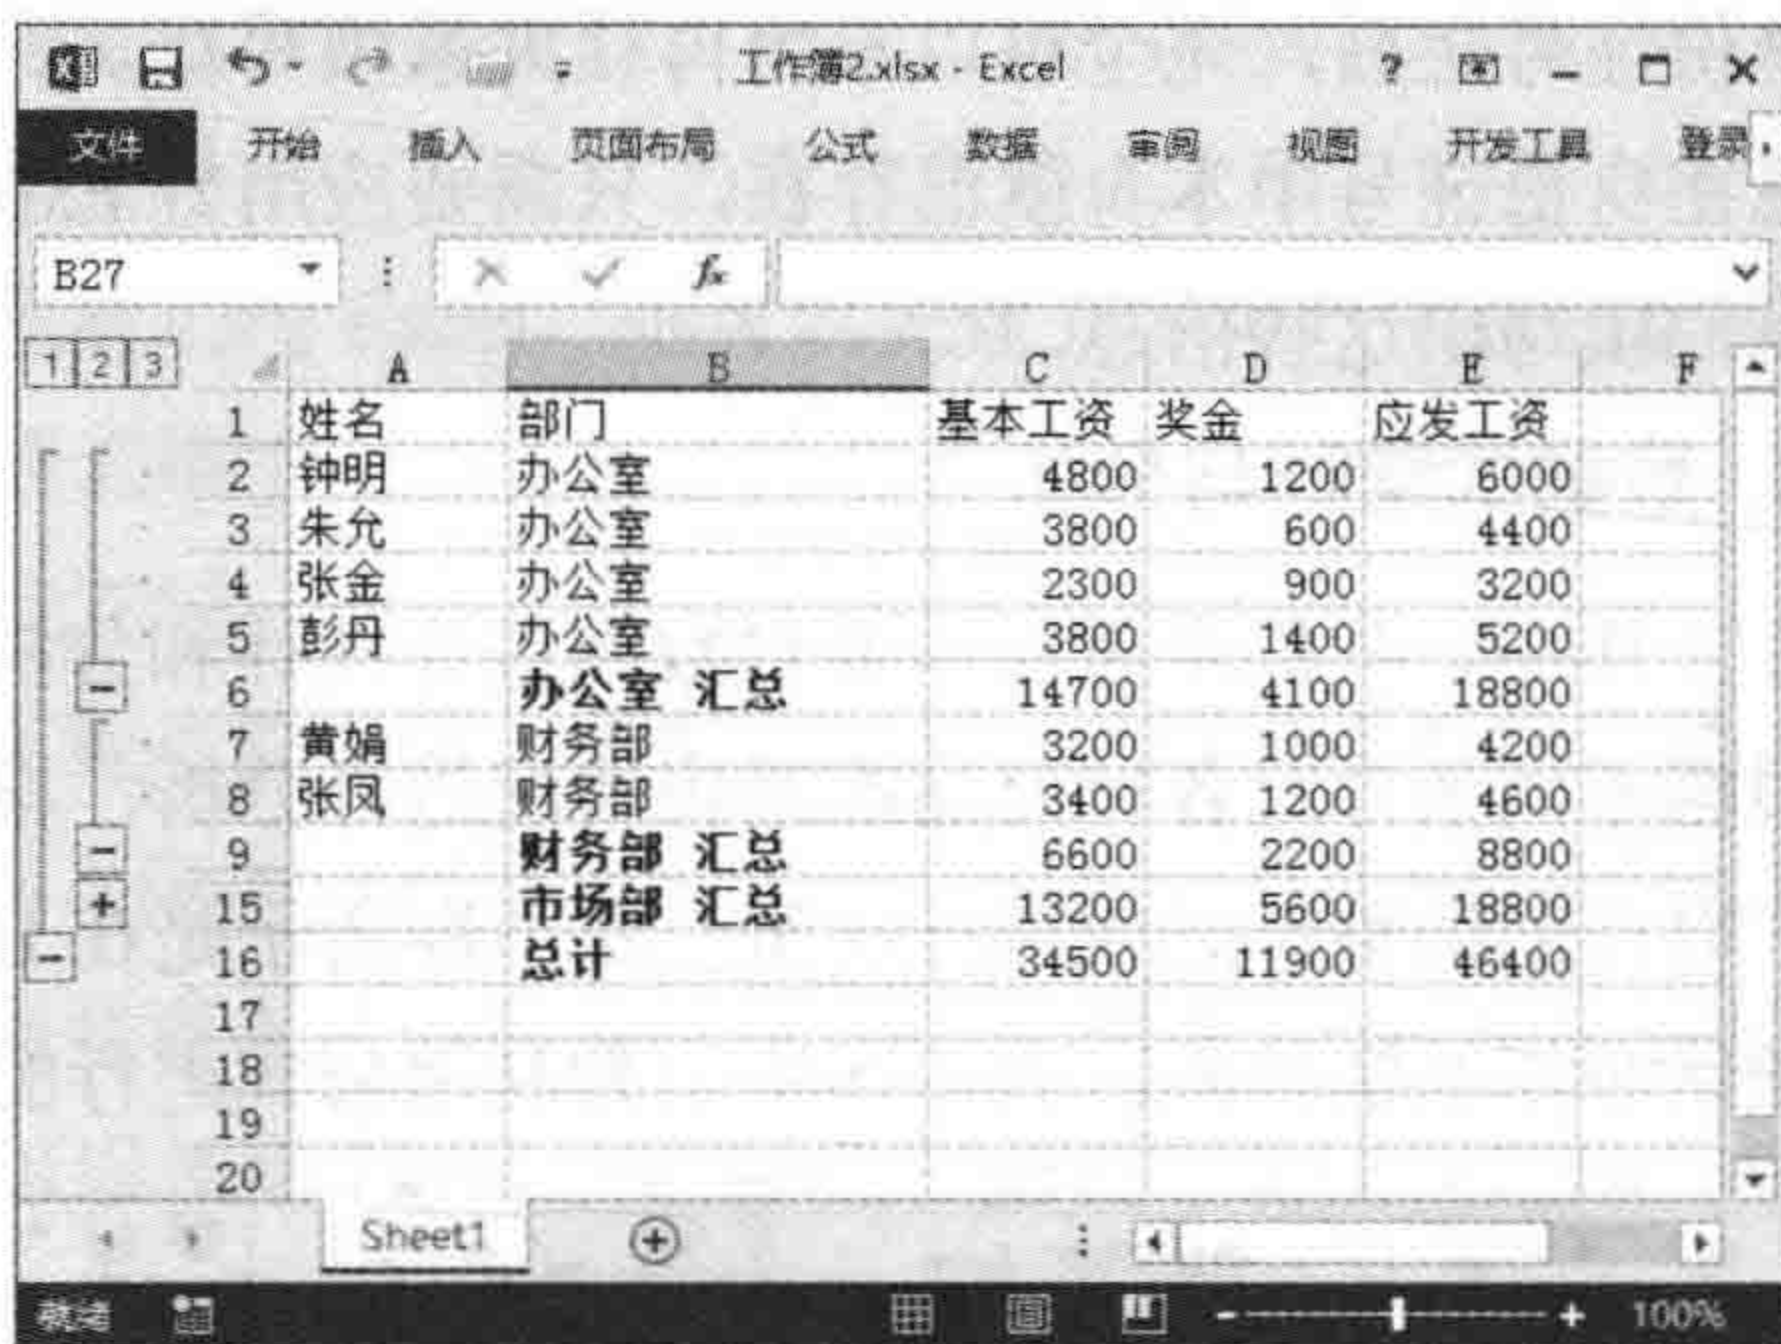 工作簿2.xlsx - Excel ?
文件 开始 插入 页面布局 公式 数据 审阅 视图 开发工具 登录
B27 fx
1 2 3 A B C D E F
1 姓名 部门 基本工资 奖金 应发工资
2 钟明 办公室 4800 1200 6000
3 朱允 办公室 3800 600 4400
4 张金 办公室 2300 900 3200
5 彭丹 办公室 3800 1400 5200
6 办公室 汇总 14700 4100 18800
7 黄娟 财务部 3200 1000 4200
8 张凤 财务部 3400 1200 4600
9 财务部 汇总 6600 2200 8800
15 市场部 汇总 13200 5600 18800
16 总计 34500 11900 46400
17
18
19
20
Sheet1
就绪 100%